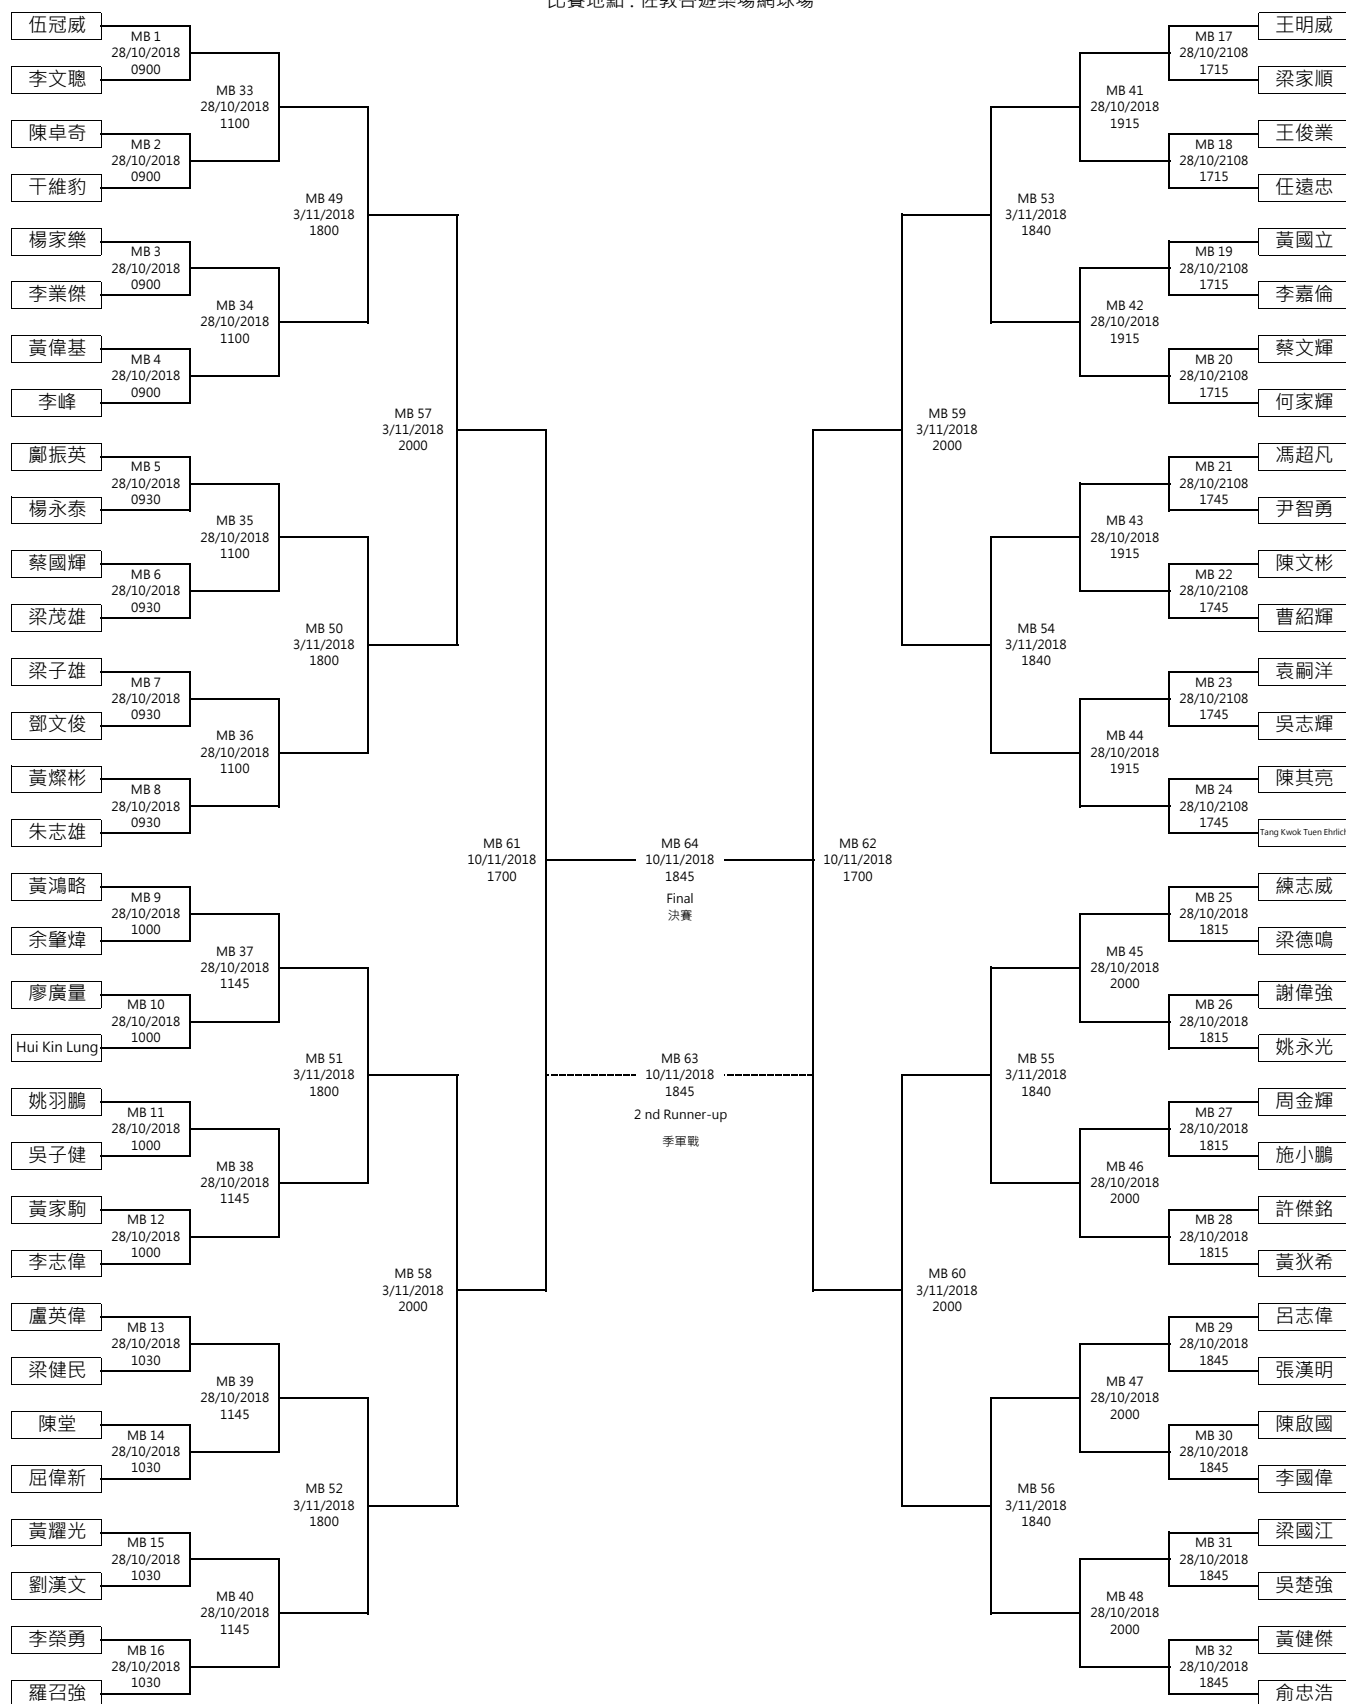 比賽地點 : 佐敦谷遊樂場網球場
伍冠威
MB 1
28/10/2018
0900
李文聰
MB 33
28/10/2018
1100
陳卓奇
MB 2
28/10/2018
0900
干維豹
MB 49
3/11/2018
1800
楊家樂
MB 3
28/10/2018
0900
李業傑
MB 34
28/10/2018
1100
黃偉基
MB 4
28/10/2018
0900
李峰
MB 57
3/11/2018
2000
鄺振英
MB 5
28/10/2018
0930
楊永泰
MB 35
28/10/2018
1100
蔡國輝
MB 6
28/10/2018
0930
梁茂雄
MB 50
3/11/2018
1800
梁子雄
MB 7
28/10/2018
0930
鄧文俊
MB 36
28/10/2018
1100
黃燦彬
MB 8
28/10/2018
0930
朱志雄
MB 61
10/11/2018
1700
黃鴻略
MB 9
28/10/2018
1000
余肇煒
MB 37
28/10/2018
1145
廖廣量
MB 10
28/10/2018
1000
Hui Kin Lung
MB 51
3/11/2018
1800
姚羽鵬
MB 11
28/10/2018
1000
吳子健
MB 38
28/10/2018
1145
黃家駒
MB 12
28/10/2018
1000
李志偉
MB 58
3/11/2018
2000
盧英偉
MB 13
28/10/2018
1030
梁健民
MB 39
28/10/2018
1145
陳堂
MB 14
28/10/2018
1030
屈偉新
MB 52
3/11/2018
1800
黃耀光
MB 15
28/10/2018
1030
劉漢文
MB 40
28/10/2018
1145
李榮勇
MB 16
28/10/2018
1030
羅召強
MB 64
10/11/2018
1845
Final
決賽
MB 63
10/11/2018
1845
2 nd Runner-up
季軍戰
王明威
MB 17
28/10/2108
1715
梁家順
MB 41
28/10/2018
1915
王俊業
MB 18
28/10/2108
1715
任遠忠
MB 53
3/11/2018
1840
黃國立
MB 19
28/10/2108
1715
李嘉倫
MB 42
28/10/2018
1915
蔡文輝
MB 20
28/10/2108
1715
何家輝
MB 59
3/11/2018
2000
馮超凡
MB 21
28/10/2108
1745
尹智勇
MB 43
28/10/2018
1915
陳文彬
MB 22
28/10/2108
1745
曹紹輝
MB 54
3/11/2018
1840
袁嗣洋
MB 23
28/10/2108
1745
吳志輝
MB 44
28/10/2018
1915
陳其亮
MB 24
28/10/2108
1745
Tang Kwok Tuen Ehrlich
MB 62
10/11/2018
1700
練志威
MB 25
28/10/2018
1815
梁德鳴
MB 45
28/10/2018
2000
謝偉強
MB 26
28/10/2018
1815
姚永光
MB 55
3/11/2018
1840
周金輝
MB 27
28/10/2018
1815
施小鵬
MB 46
28/10/2018
2000
許傑銘
MB 28
28/10/2018
1815
黃狄希
MB 60
3/11/2018
2000
呂志偉
MB 29
28/10/2018
1845
張漢明
MB 47
28/10/2018
2000
陳啟國
MB 30
28/10/2018
1845
李國偉
MB 56
3/11/2018
1840
梁國江
MB 31
28/10/2018
1845
吳楚強
MB 48
28/10/2018
2000
黃健傑
MB 32
28/10/2018
1845
俞忠浩